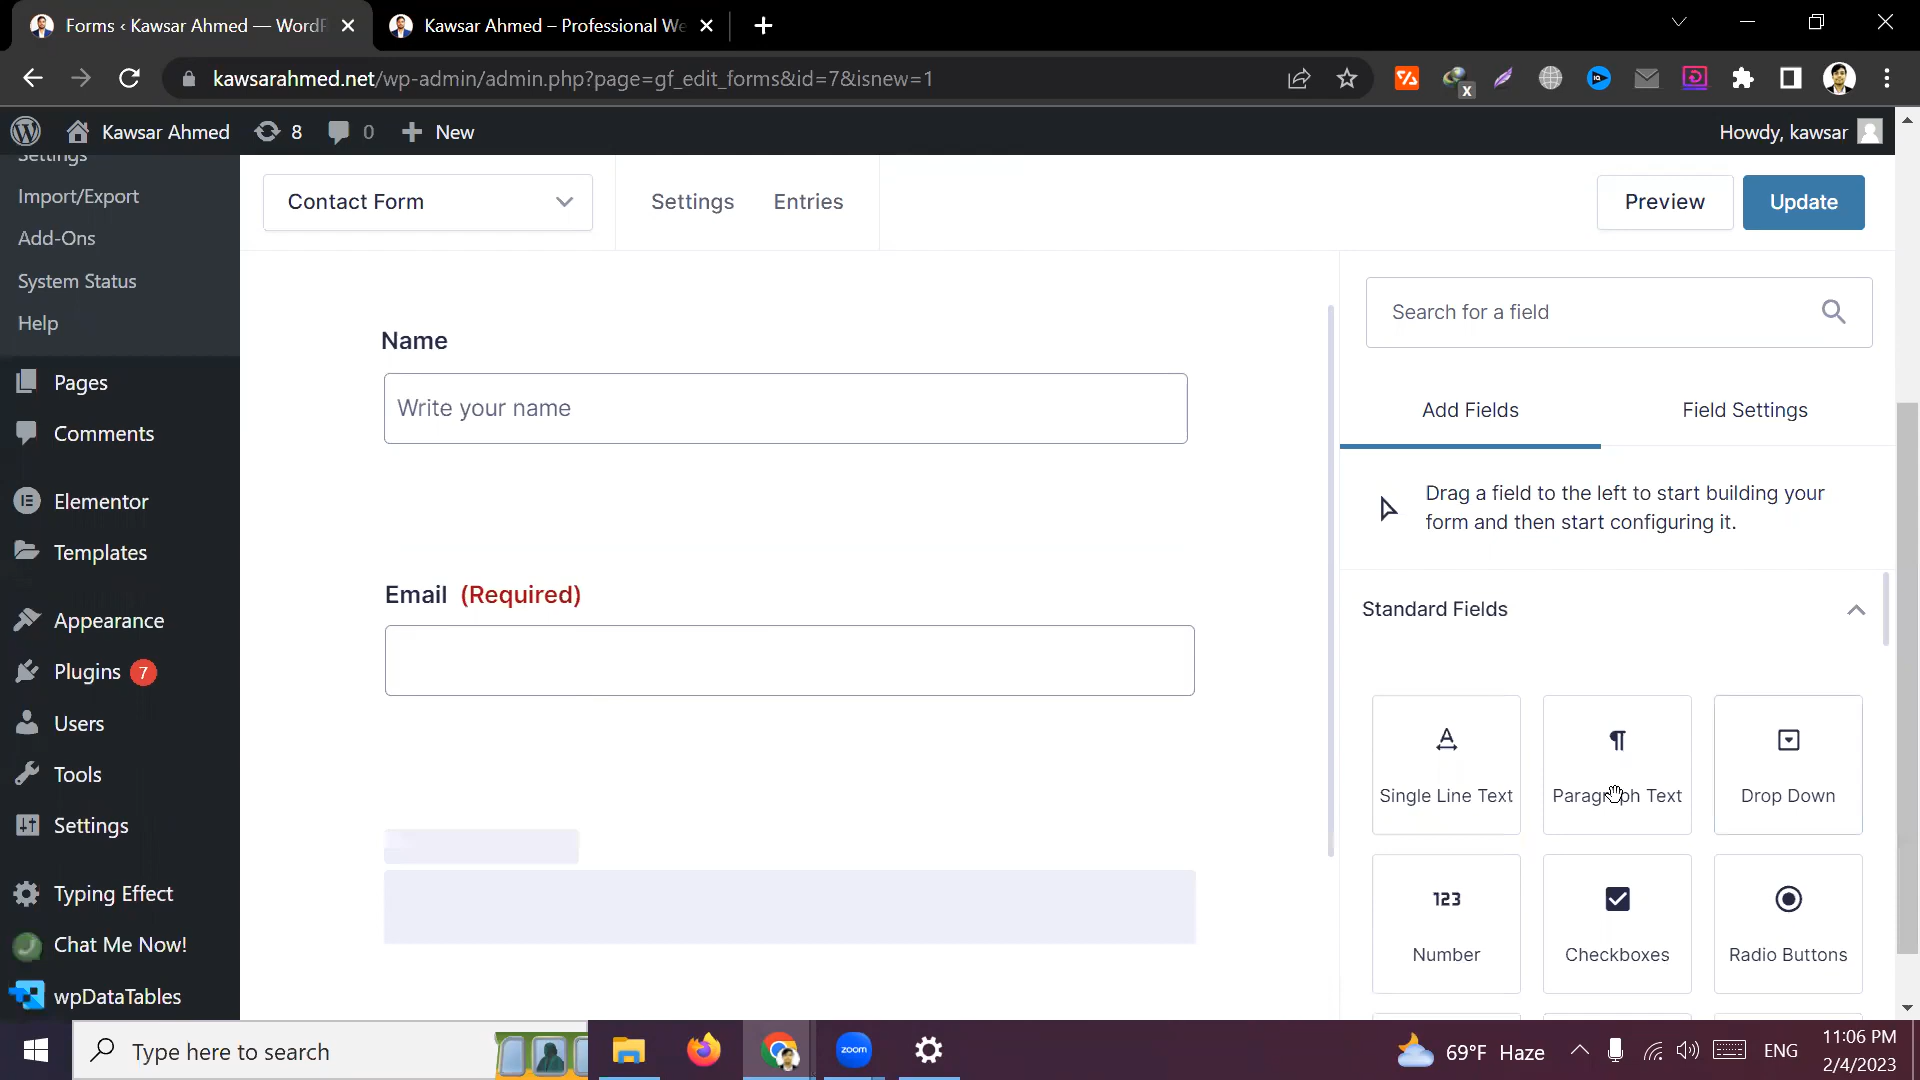 Forms ‹ Kawsar Ahmed — WordP
Kawsar Ahmed – Professional We
kawsarahmed.net/wp-admin/admin.php?page=gf_edit_forms&id=7&isnew=1
Kawsar Ahmed
8
0
New
Howdy, kawsar
Settings
Import/Export
Add-Ons
System Status
Help
Pages
Comments
Elementor
Templates
Appearance
Plugins 7
Users
Tools
Settings
Typing Effect
Chat Me Now!
wpDataTables
Contact Form
Settings
Entries
Preview
Update
Name
Write your name
Email (Required)
Search for a field
Add Fields
Field Settings
Drag a field to the left to start building your
form and then start configuring it.
Standard Fields
Single Line Text
Paragraph Text
Drop Down
123
Number
Checkboxes
Radio Buttons
Type here to search
zoom
69°F Haze
ENG
11:06 PM
2/4/2023